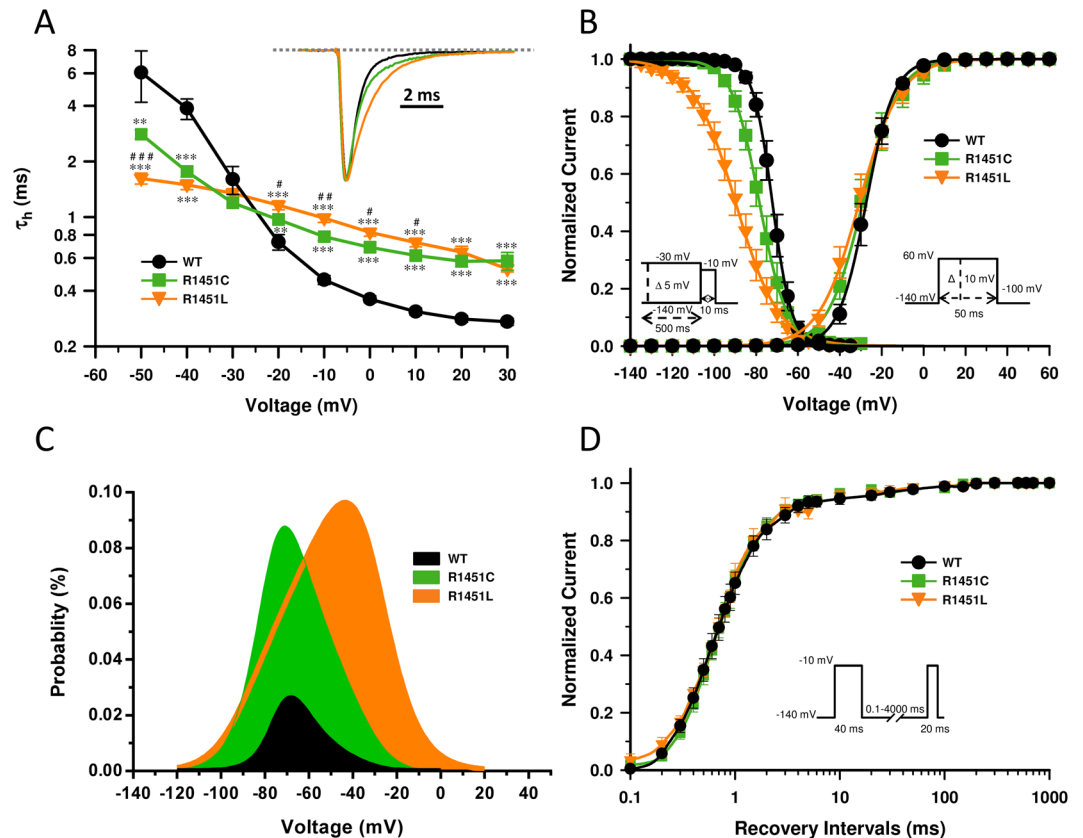 A
8
6
4
2
1
0.8
0.6
0.4
0.2
τh (ms)
-60 -50 -40 -30 -20 -10 0 10 20 30
Voltage (mV)
2 ms
**
***
###
***
***
#
***
**
##
***
***
#
***
***
#
***
***
***
***
***
***
WT
R1451C
R1451L
B
1.0
0.8
0.6
0.4
0.2
0.0
Normalized Current
-140 -120 -100 -80 -60 -40 -20 0 20 40 60
Voltage (mV)
WT
R1451C
R1451L
-30 mV
-10 mV
Δ 5 mV
-140 mV
10 ms
500 ms
60 mV
Δ 10 mV
-100 mV
-140 mV
50 ms
C
0.10
0.08
0.06
0.04
0.02
0.00
Probablity (%)
-140 -120 -100 -80 -60 -40 -20 0 20 40
Voltage (mV)
WT
R1451C
R1451L
D
1.0
0.8
0.6
0.4
0.2
0.0
Normalized Current
0.1 1 10 100 1000
Recovery Intervals (ms)
WT
R1451C
R1451L
-10 mV
-140 mV
0.1-4000 ms
40 ms
20 ms